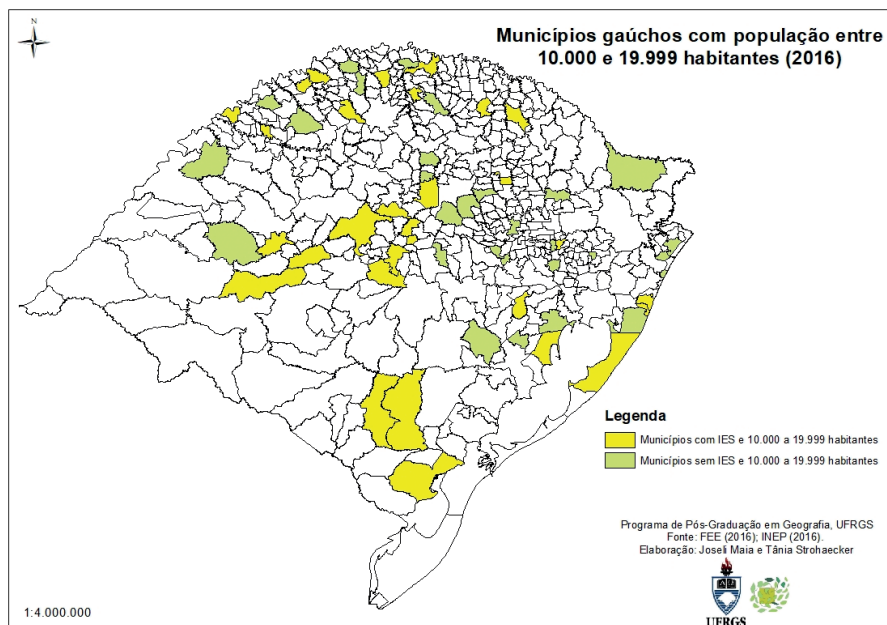 N
Municípios gaúchos com população entre
10.000 e 19.999 habitantes (2016)
Legenda
Municípios com IES e 10.000 a 19.999 habitantes
Municípios sem IES e 10.000 a 19.999 habitantes
Programa de Pós-Graduação em Geografia, UFRGS
Fonte: FEE (2016); INEP (2016).
Elaboração: Joseli Maia e Tânia Strohaecker
1:4.000.000
UFRGS